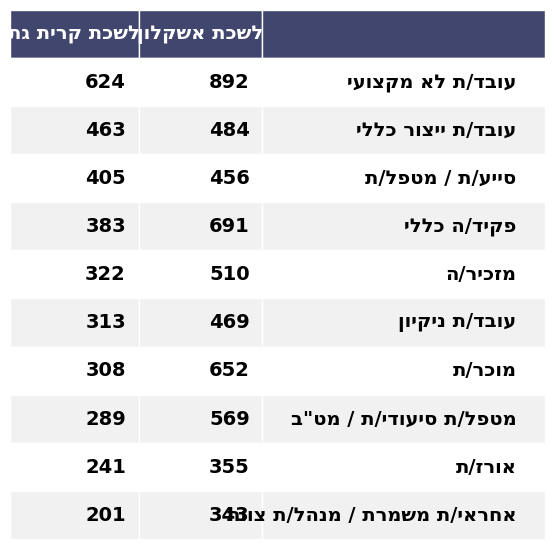 לשכת אשקלון לשכת קרית גת
עובד/ת לא מקצועי 892 624
עובד/ת ייצור כללי 484 463
סייע/ת / מטפל/ת 456 405
פקיד/ה כללי 691 383
מזכיר/ה 510 322
עובד/ת ניקיון 469 313
מוכר/ת 652 308
מטפל/ת סיעודי/ת / מט"ב 569 289
אורז/ת 355 241
אחראי/ת משמרת / מנהל/ת צוות 343 201